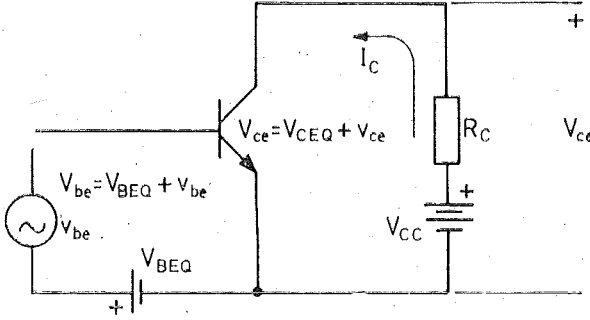 +
I_C
V_ce=V_CEQ+v_ce
R_C
V_ce
V_be=V_BEQ+v_be
v_be
+
V_CC
V_BEQ
+